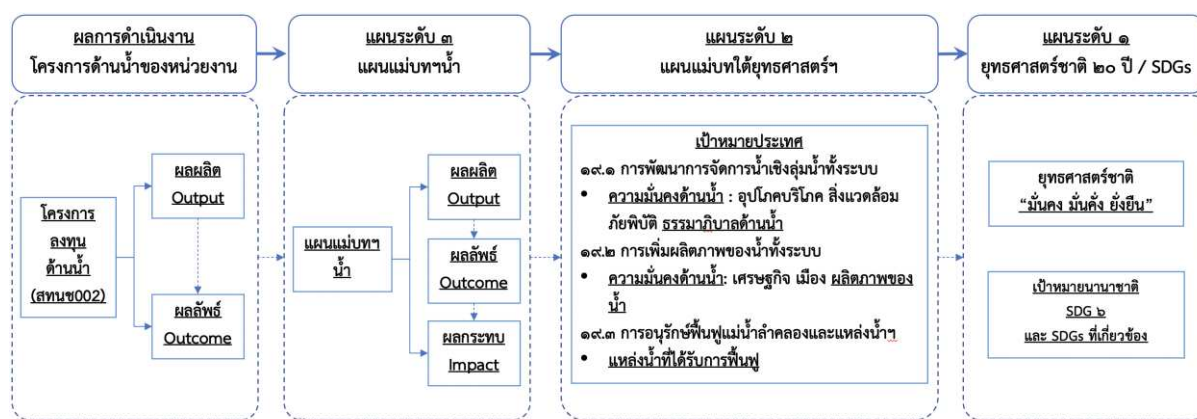 ผลการดำเนินงาน
โครงการด้านน้ำของหน่วยงาน
แผนระดับ ๓
แผนแม่บทฯน้ำ
แผนระดับ ๒
แผนแม่บทใต้ยุทธศาสตร์ฯ
แผนระดับ ๑
ยุทธศาสตร์ชาติ ๒๐ ปี / SDGs
โครงการ
ลงทุน
ด้านน้ำ
(สทนช002)
ผลผลิต
Output
ผลลัพธ์
Outcome
แผนแม่บทฯ
น้ำ
ผลผลิต
Output
ผลลัพธ์
Outcome
ผลกระทบ
Impact
เป้าหมายประเทศ
๑๙.๑ การพัฒนาการจัดการน้ำเชิงลุ่มน้ำทั้งระบบ
• ความมั่นคงด้านน้ำ : อุปโภคบริโภค สิ่งแวดล้อม
ภัยพิบัติ ธรรมาภิบาลด้านน้ำ
๑๙.๒ การเพิ่มผลิตภาพของน้ำทั้งระบบ
• ความมั่นคงด้านน้ำ: เศรษฐกิจ เมือง ผลิตภาพของ
น้ำ
๑๙.๓ การอนุรักษ์ฟื้นฟูแม่น้ำลำคลองและแหล่งน้ำฯ
• แหล่งน้ำที่ได้รับการฟื้นฟู
ยุทธศาสตร์ชาติ
“มั่นคง มั่นคั่ง ยั่งยืน”
เป้าหมายนานาชาติ
SDG ๖
และ SDGs ที่เกี่ยวข้อง